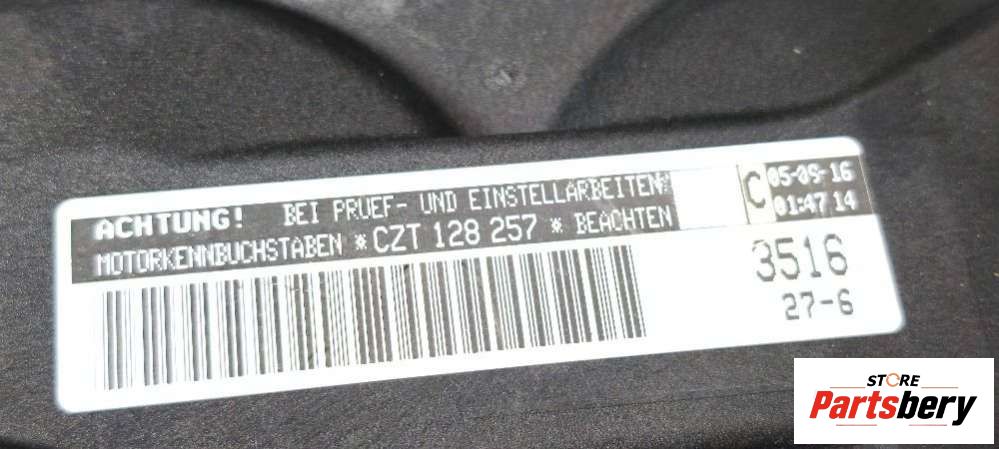 ACHTUNG! BEI PRUEF- UND EINSTELLARBEITEN
MOTORKENNBUCHSTABEN *CZT 128 257* BEACHTEN
C
05-09-16
01:47 14
3516
27-6
STORE
Partsbery